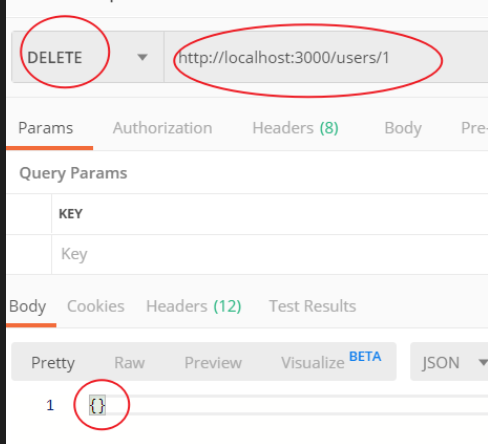 DELETE http://localhost:3000/users/1
Params Authorization Headers (8) Body Pre-
Query Params
KEY
Key
Body Cookies Headers (12) Test Results
Pretty Raw Preview Visualize BETA JSON
1 {}